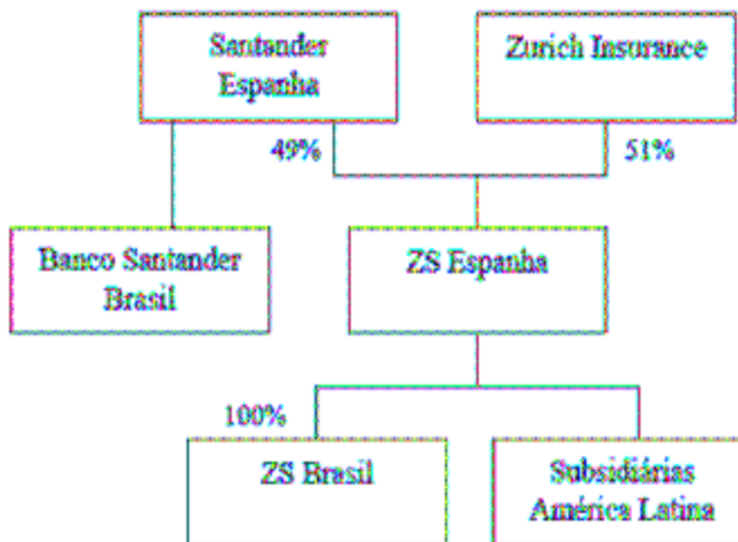 Santander
Espanha
Zurich Insurance
49%
51%
Banco Santander
Brasil
ZS Espanha
100%
ZS Brasil
Subsidiárias
América Latina